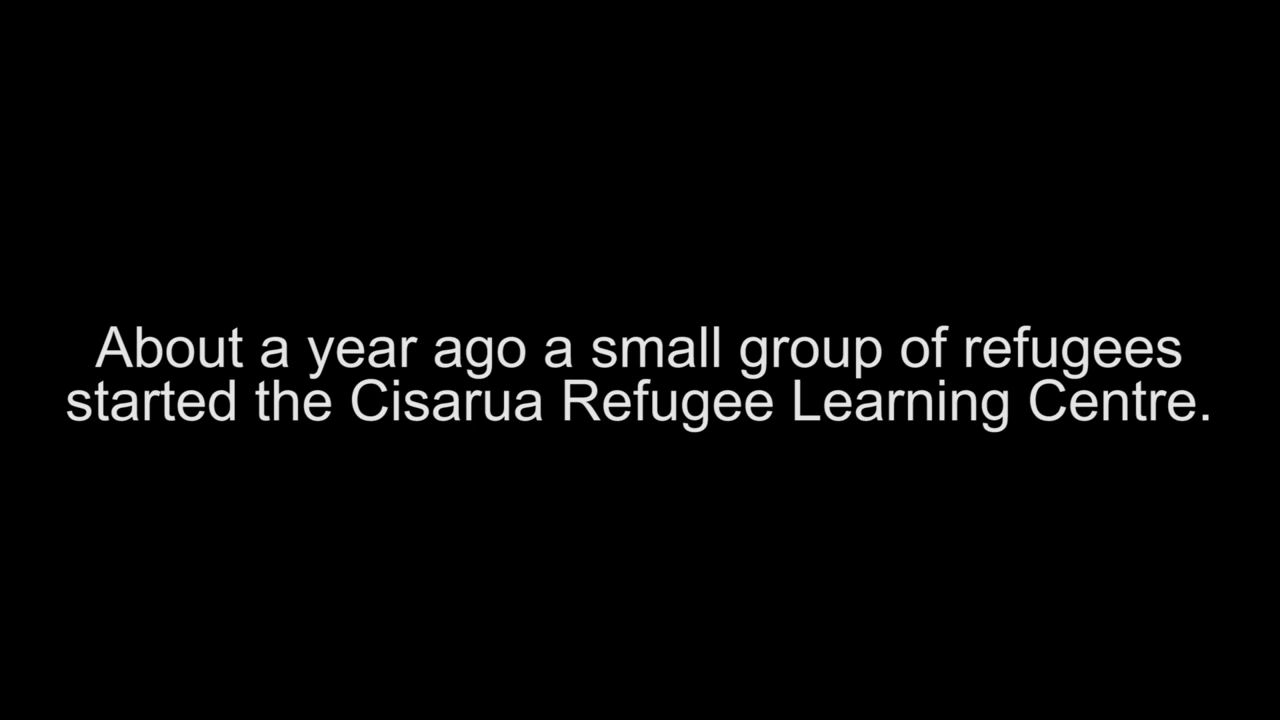 About a year ago a small group of refugees
started the Cisarua Refugee Learning Centre.